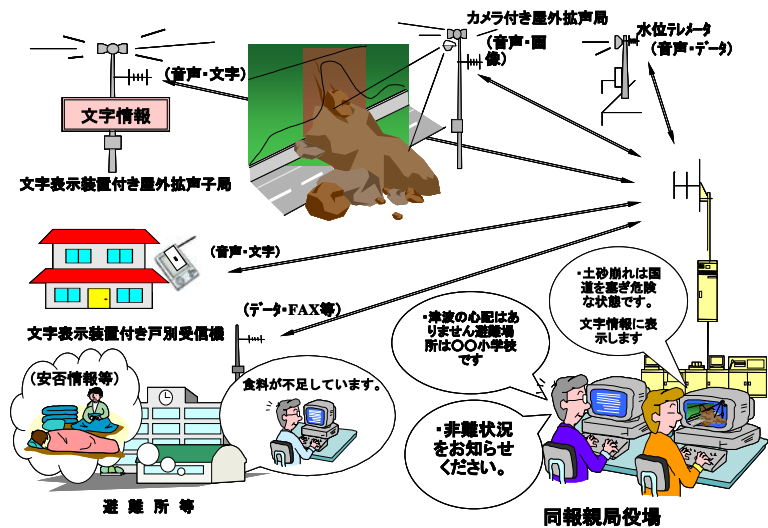 カメラ付き屋外拡声局
(音声・画
像)
水位テレメータ
(音声・データ)
(音声・文字)
文字情報
文字表示装置付き屋外拡声子局
(音声・文字)
文字表示装置付き戸別受信機
(データ・FAX等)
・土砂崩れは国
道を塞ぎ危険
な状態です。
文字情報に表
示します
・津波の心配はあ
りません避難場
所は〇〇小学校
です
(安否情報等)
食料が不足しています。
・非難状況
をお知らせ
ください。
避難所等
同報親局役場